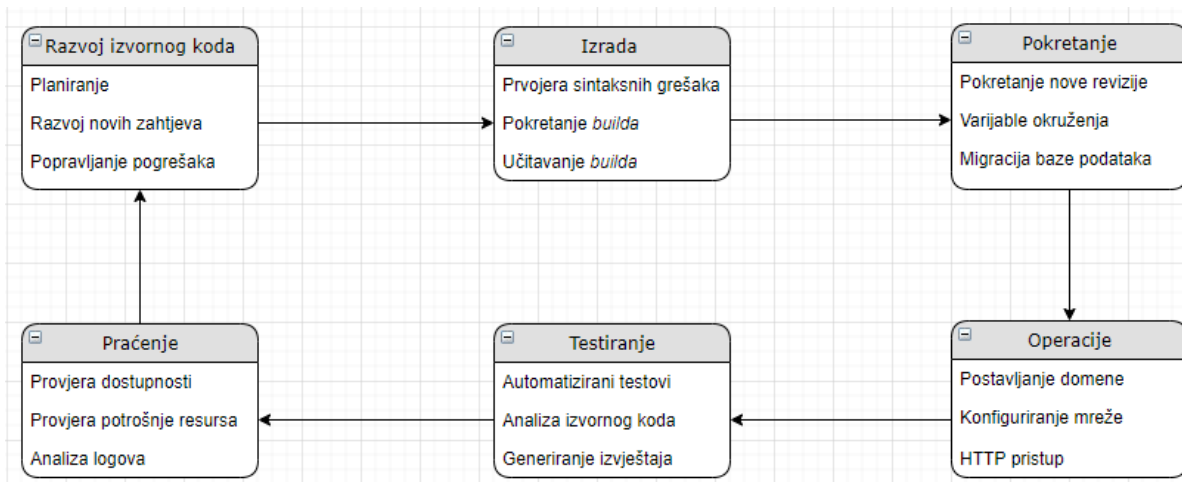 Razvoj izvornog koda
Planiranje
Razvoj novih zahtjeva
Popravljanje pogrešaka
Izrada
Prvojera sintaksnih grešaka
Pokretanje builda
Učitavanje builda
Pokretanje
Pokretanje nove revizije
Varijable okruženja
Migracija baze podataka
Operacije
Postavljanje domene
Konfiguriranje mreže
HTTP pristup
Testiranje
Automatizirani testovi
Analiza izvornog koda
Generiranje izvještaja
Praćenje
Provjera dostupnosti
Provjera potrošnje resursa
Analiza logova